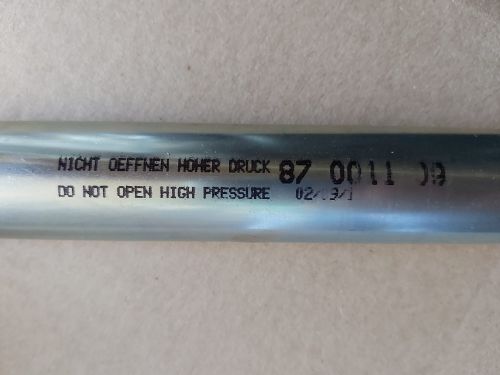 NICHT OEFFNEN HOHER DRUCK 87 0011
DO NOT OPEN HIGH PRESSURE